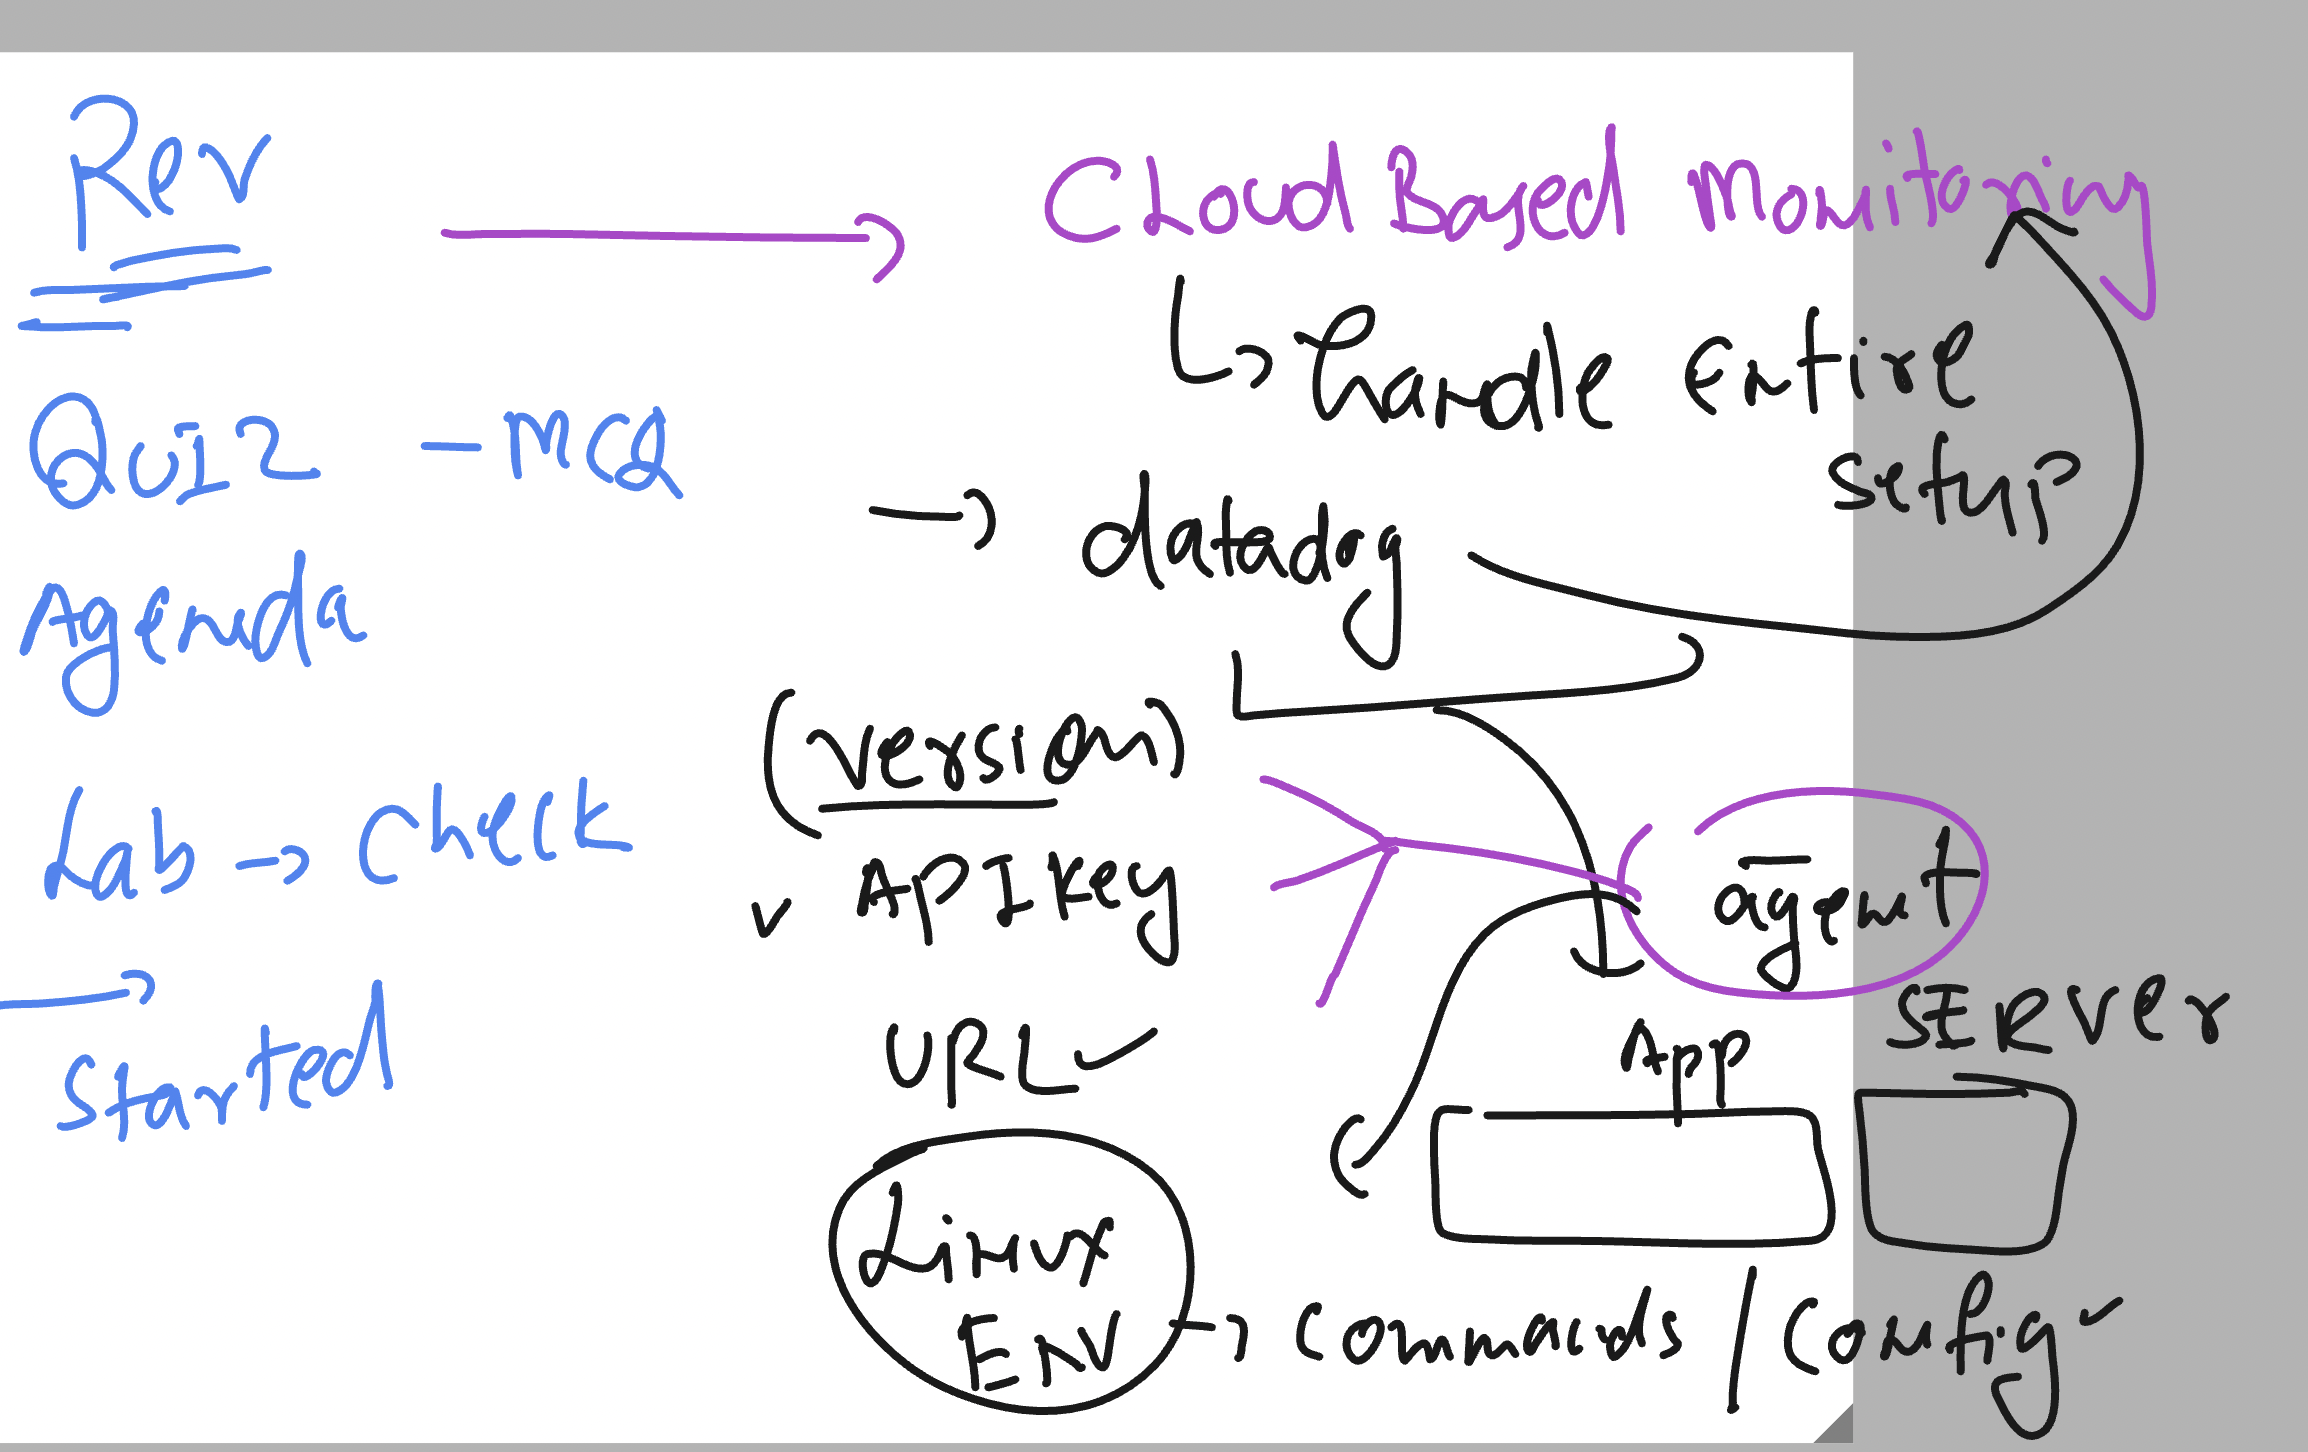 Rev
Quiz - MCQ
Agenda
Lab → Check
→
Started
Cloud Based Monitoring
↳ handle Entire
setup
→ datadog
(version)
✓ API key
URL ✓
Linux
ENV → commands / Config ✓
agent
App
SERVER